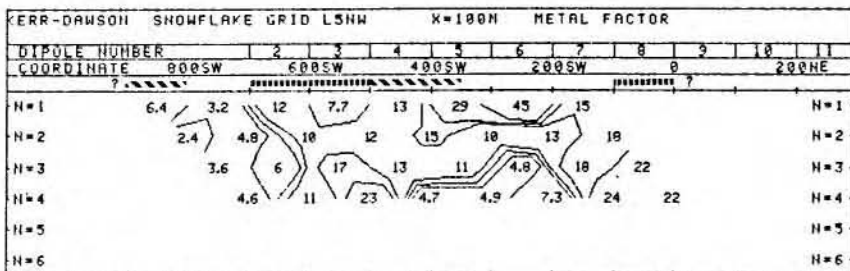 KERR-DAWSON SNOWFLAKE GRID L5NW X=100M METAL FACTOR
DIPOLE NUMBER 2 3 4 5 6 7 8 9 10 11
COORDINATE 800SW 600SW 400SW 200SW 0 200NE
? ?
N=1 6.4 3.2 12 7.7 13 29 45 15 N=1
N=2 2.4 4.8 10 12 15 10 13 18 N=2
N=3 3.6 6 17 13 11 4.8 18 22 N=3
N=4 4.6 11 23 4.7 4.9 7.3 24 22 N=4
N=5 N=5
N=6 N=6